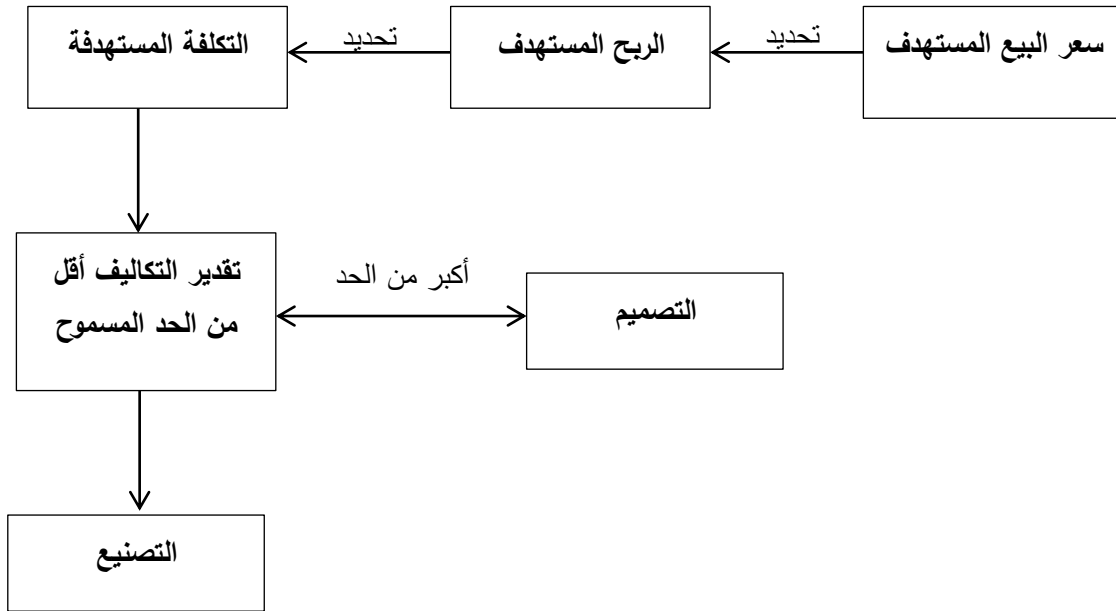 سعر البيع المستهدف
تحديد
الربح المستهدف
تحديد
التكلفة المستهدفة
تقدير التكاليف أقل
من الحد المسموح
أكبر من الحد
التصميم
التصنيع